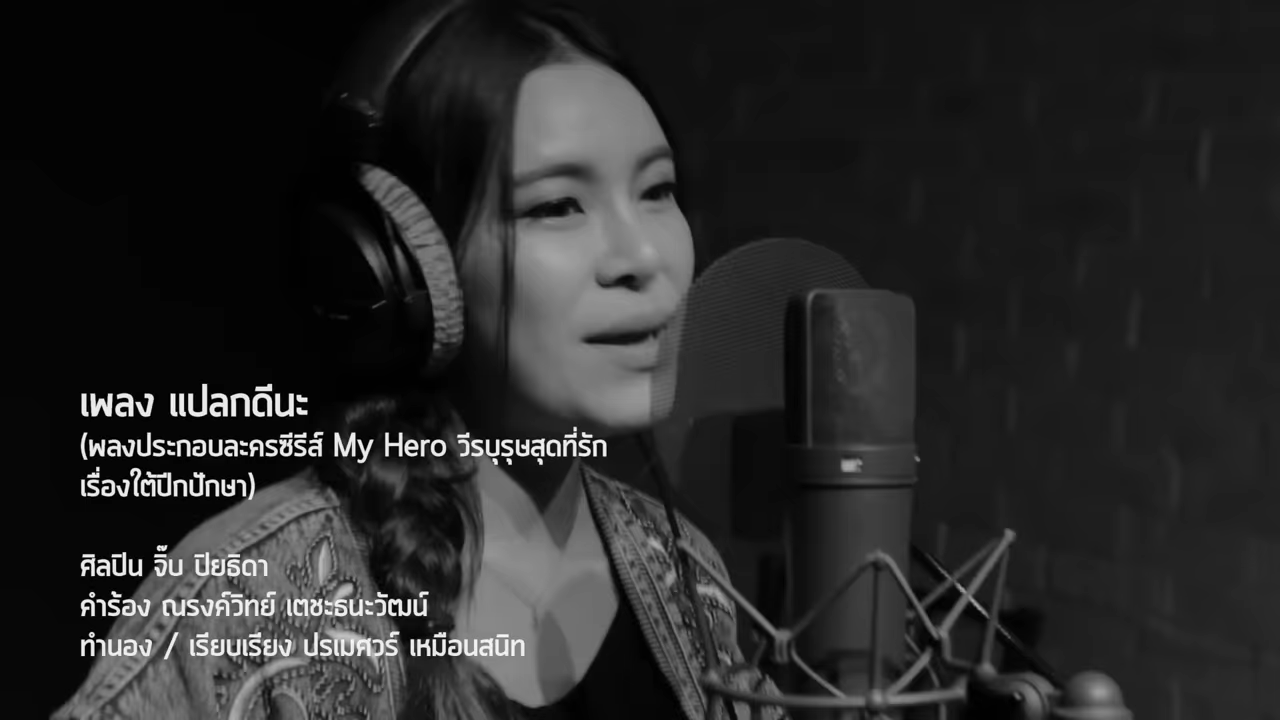 เพลง แปลกดีนะ
(พลงประกอบละครซีรีส์ My Hero วีรบุรุษสุดที่รัก
เรื่องใต้ปีกปักษา)
ศิลปิน จิ๊บ ปิยธิดา
คำร้อง ณรงค์วิทย์ เตชะธนะวัฒน์
ทำนอง / เรียบเรียง ปรเมศวร์ เหมือนสนิท